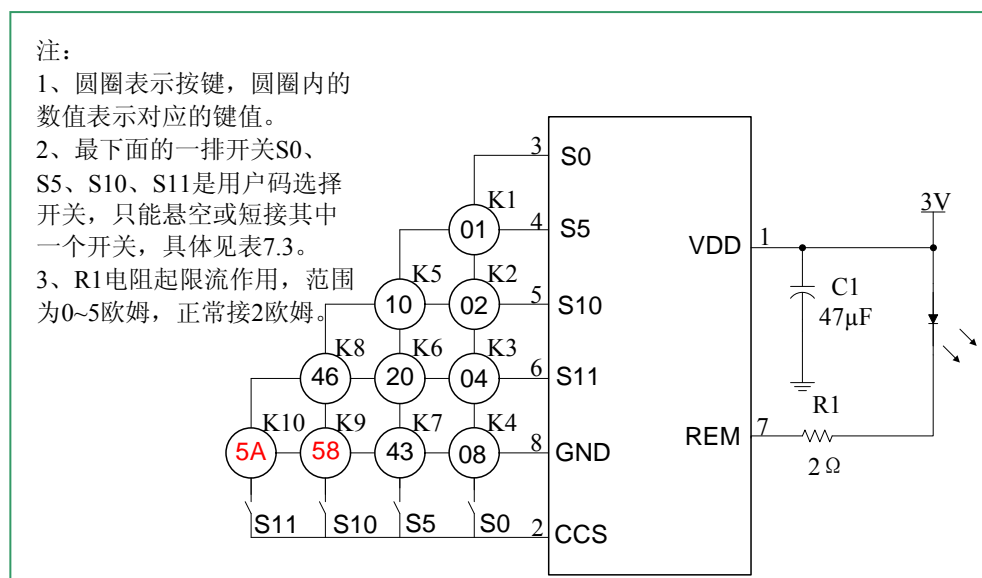 注：
1、圆圈表示按键，圆圈内的
数值表示对应的键值。
2、最下面的一排开关S0、
S5、S10、S11是用户码选择
开关，只能悬空或短接其中
一个开关，具体见表7.3。
3、R1电阻起限流作用，范围
为0~5欧姆，正常接2欧姆。
3 S0
K1
01 4 S5
K5 K2
10 02 5 S10
K8 K6 K3
46 20 04 6 S11
K10 K9 K7 K4
5A 58 43 08 8 GND
S11 S10 S5 S0 2 CCS
3V
VDD 1
C1
47µF
R1
REM 7
2 Ω